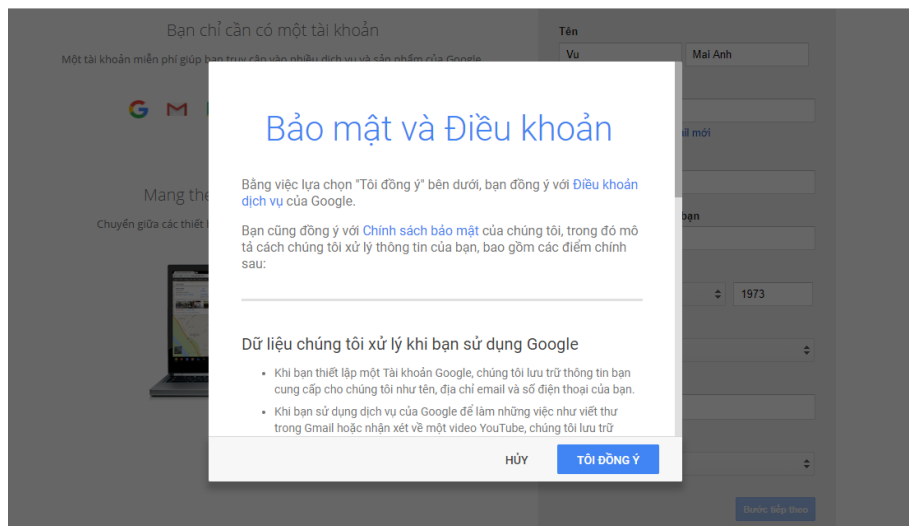 Bạn chỉ cần có một tài khoản
Một tài khoản miễn phí giúp bạn truy cập vào nhiều dịch vụ và sản phẩm của Google
Tên
Vu
Mai Anh
mới
Mang
Chuyển giữa các thiết
bạn
1973
Bước tiếp theo
Bảo mật và Điều khoản
Bằng việc lựa chọn "Tôi đồng ý" bên dưới, bạn đồng ý với Điều khoản
dịch vụ của Google.
Bạn cũng đồng ý với Chính sách bảo mật của chúng tôi, trong đó mô
tả cách chúng tôi xử lý thông tin của bạn, bao gồm các điểm chính
sau:
Dữ liệu chúng tôi xử lý khi bạn sử dụng Google
• Khi bạn thiết lập một Tài khoản Google, chúng tôi lưu trữ thông tin bạn
cung cấp cho chúng tôi như tên, địa chỉ email và số điện thoại của bạn.
• Khi bạn sử dụng dịch vụ của Google để làm những việc như viết thư
trong Gmail hoặc nhận xét về một video YouTube, chúng tôi lưu trữ
HỦY
TÔI ĐỒNG Ý